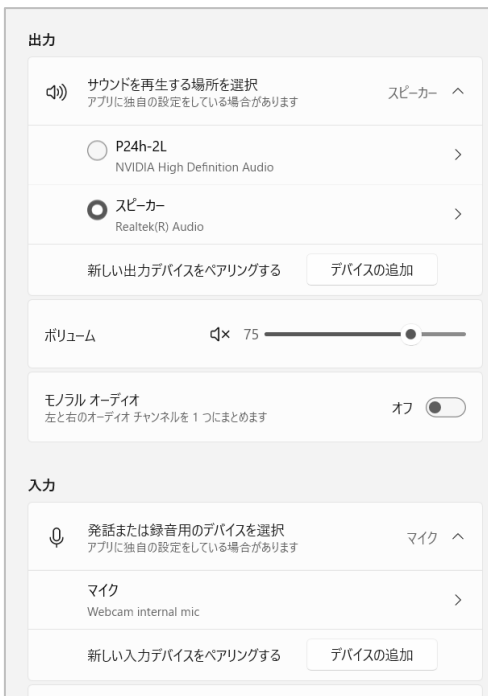 出力
サウンドを再生する場所を選択
スピーカー
アプリに独自の設定をしている場合があります
P24h-2L
NVIDIA High Definition Audio
スピーカー
Realtek(R) Audio
新しい出力デバイスをペアリングする
デバイスの追加
ボリューム
75
モノラル オーディオ
オフ
左と右のオーディオ チャンネルを 1 つにまとめます
入力
発話または録音用のデバイスを選択
マイク
アプリに独自の設定をしている場合があります
マイク
Webcam internal mic
新しい入力デバイスをペアリングする
デバイスの追加